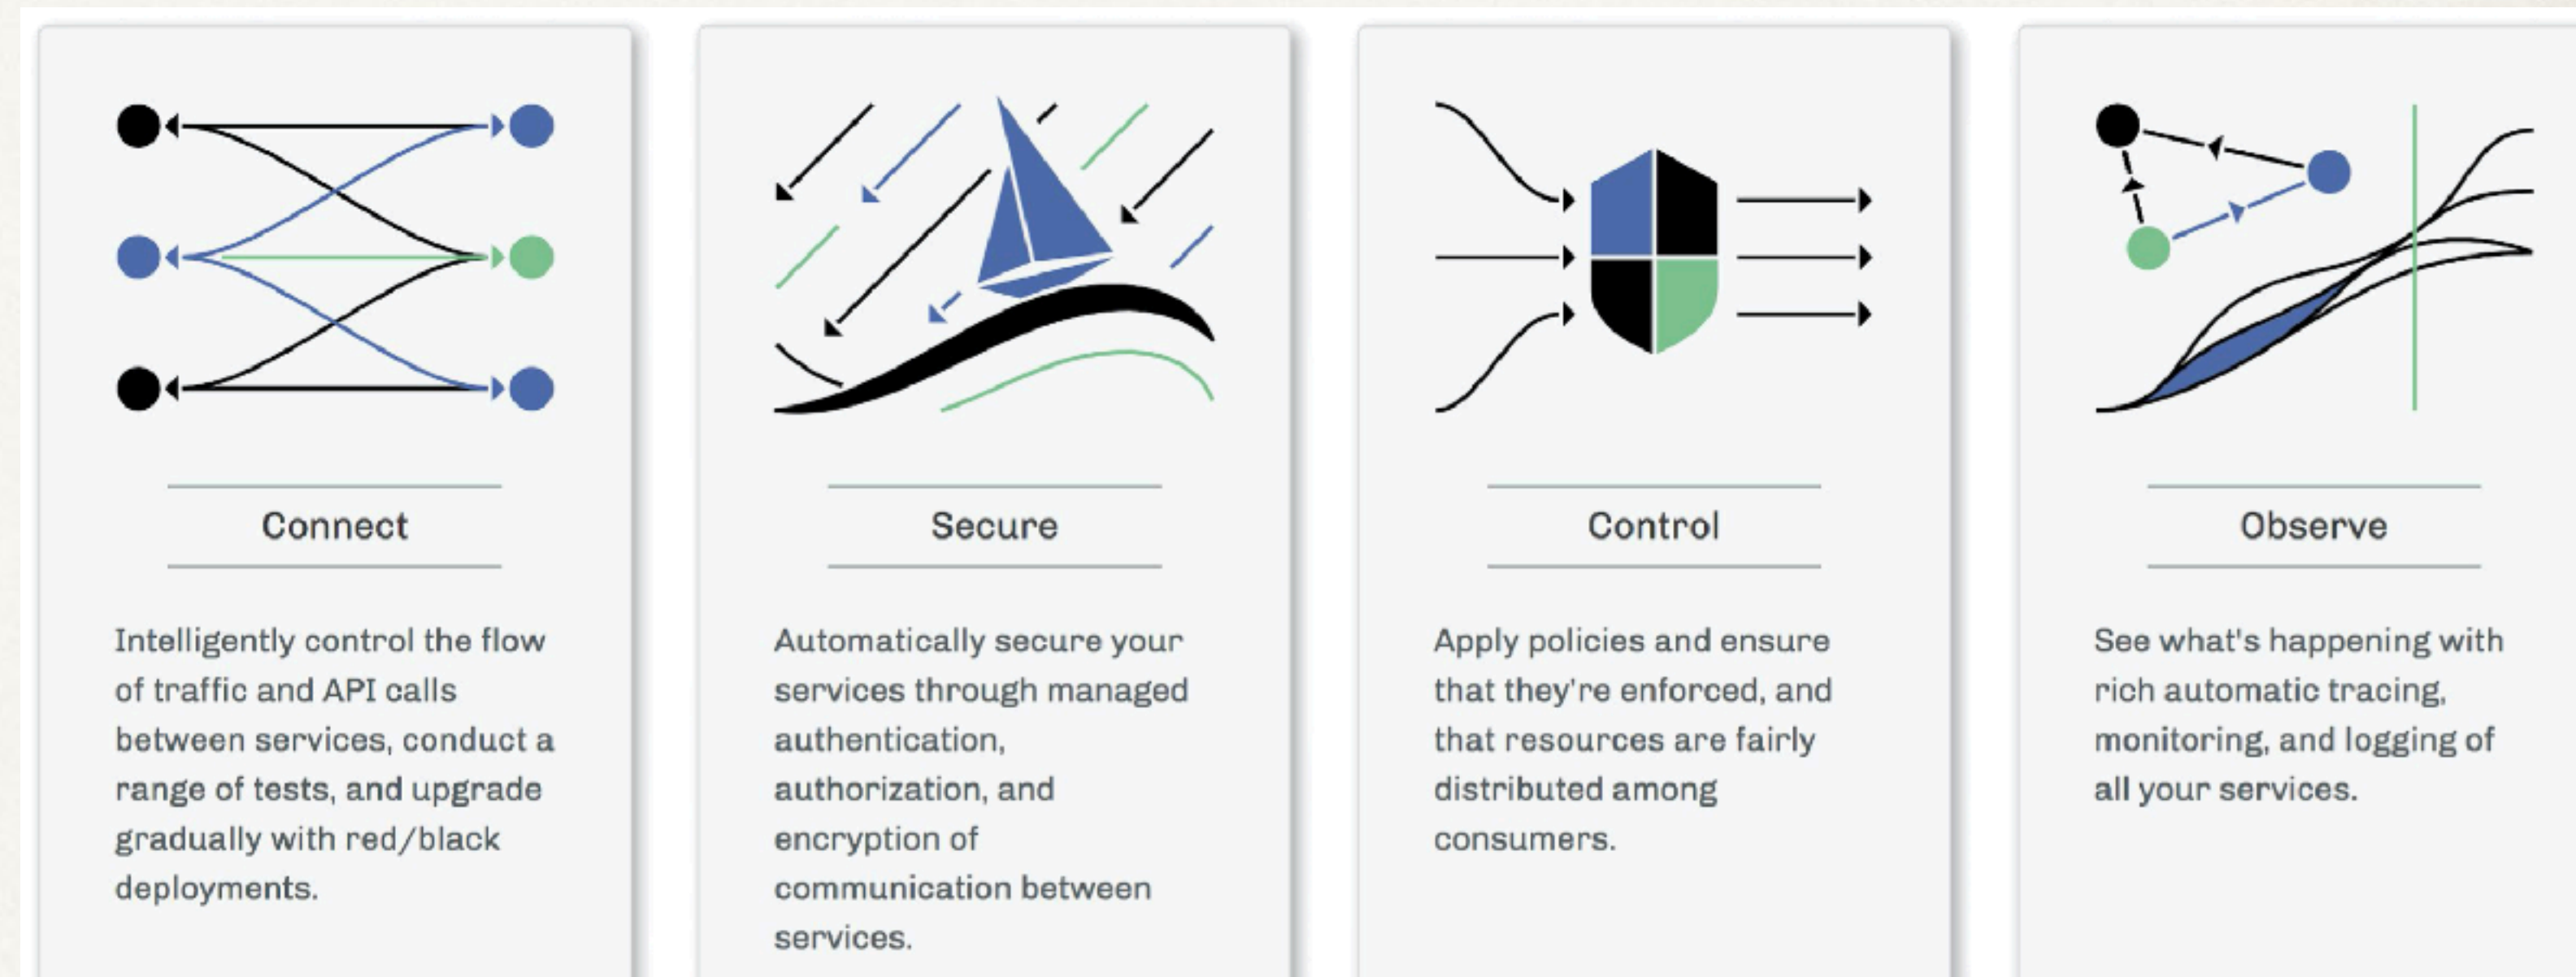 Connect
Intelligently control the flow
of traffic and API calls
between services, conduct a
range of tests, and upgrade
gradually with red/black
deployments.
Secure
Automatically secure your
services through managed
authentication,
authorization, and
encryption of
communication between
services.
Control
Apply policies and ensure
that they're enforced, and
that resources are fairly
distributed among
consumers.
Observe
See what's happening with
rich automatic tracing,
monitoring, and logging of
all your services.